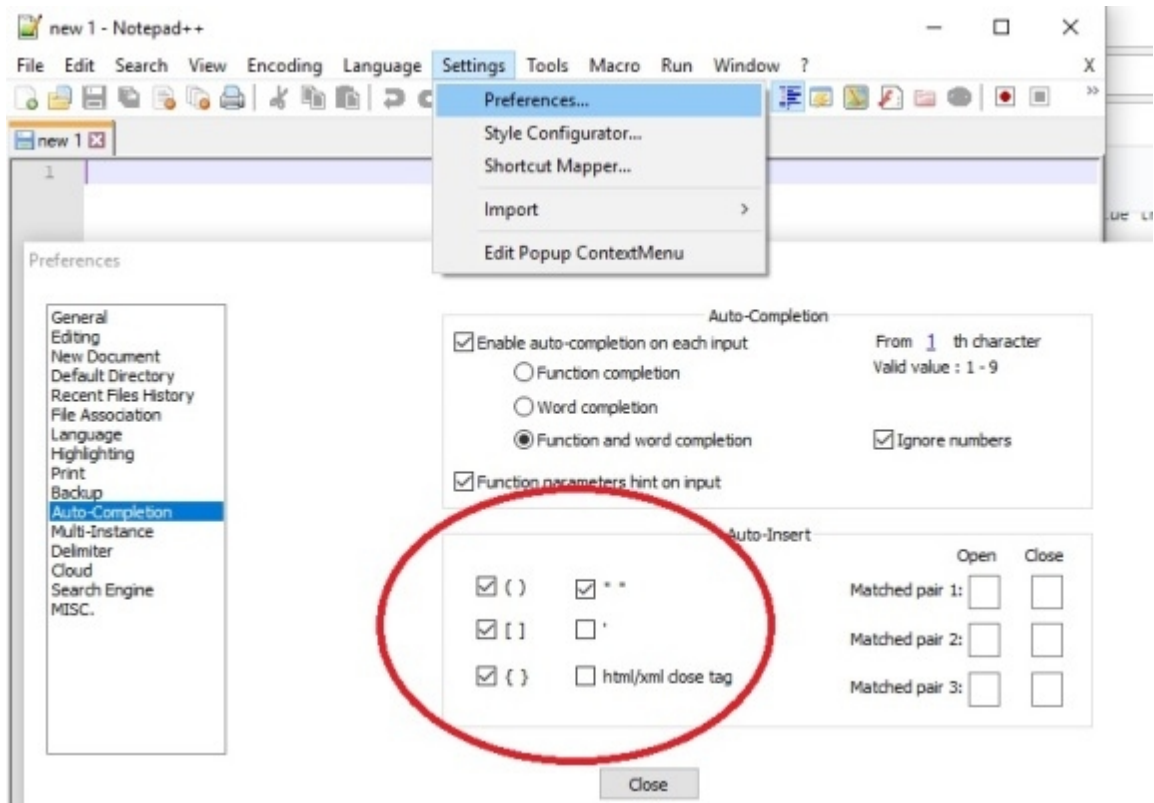 new 1 - Notepad++
File Edit Search View Encoding Language Settings Tools Macro Run Window ? X
Preferences...
new 1
Style Configurator...
1
Shortcut Mapper...
Import
Edit Popup ContextMenu
Preferences
General
Editing
New Document
Default Directory
Recent Files History
File Association
Language
Highlighting
Print
Backup
Auto-Completion
Multi-Instance
Delimiter
Cloud
Search Engine
MISC.
Auto-Completion
Enable auto-completion on each input
From 1 th character
Valid value : 1 - 9
Function completion
Word completion
Function and word completion
Ignore numbers
Function parameters hint on input
Auto-Insert
Open Close
( ) " " Matched pair 1:
[ ] ' Matched pair 2:
{ } html/xml close tag Matched pair 3:
Close